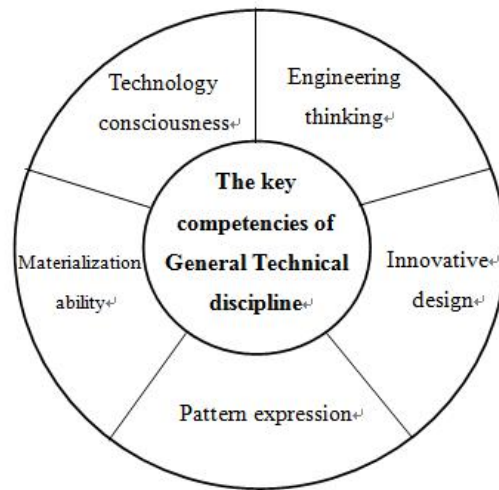 Technology
consciousness↵
Engineering
thinking↵
The key
competencies of
General Technical
discipline↵
Materialization
ability↵
Innovative↵
design↵
Pattern expression↵